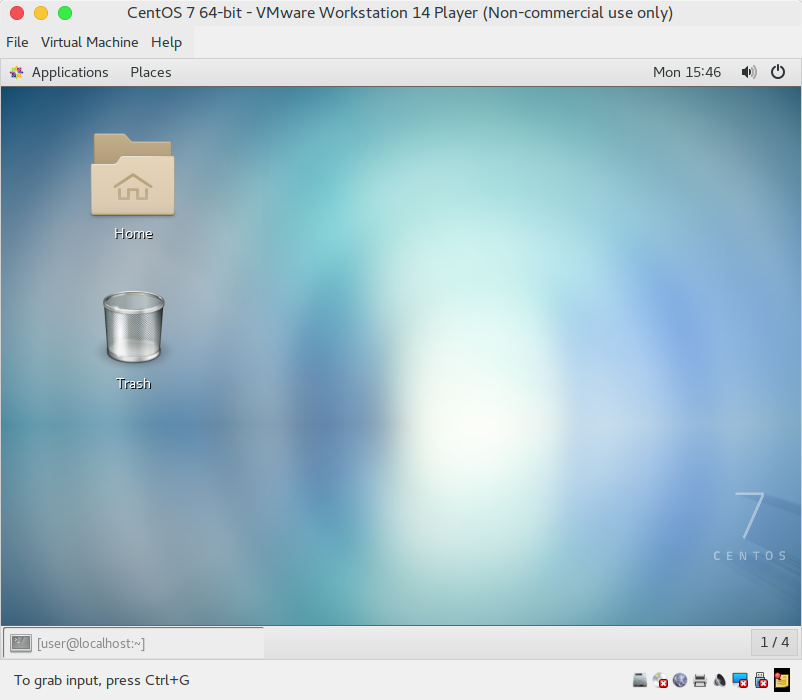 CentOS 7 64-bit - VMware Workstation 14 Player (Non-commercial use only)
File Virtual Machine Help
Applications Places Mon 15:46
Home
Trash
7
CENTOS
[user@localhost:~] 1 / 4
To grab input, press Ctrl+G